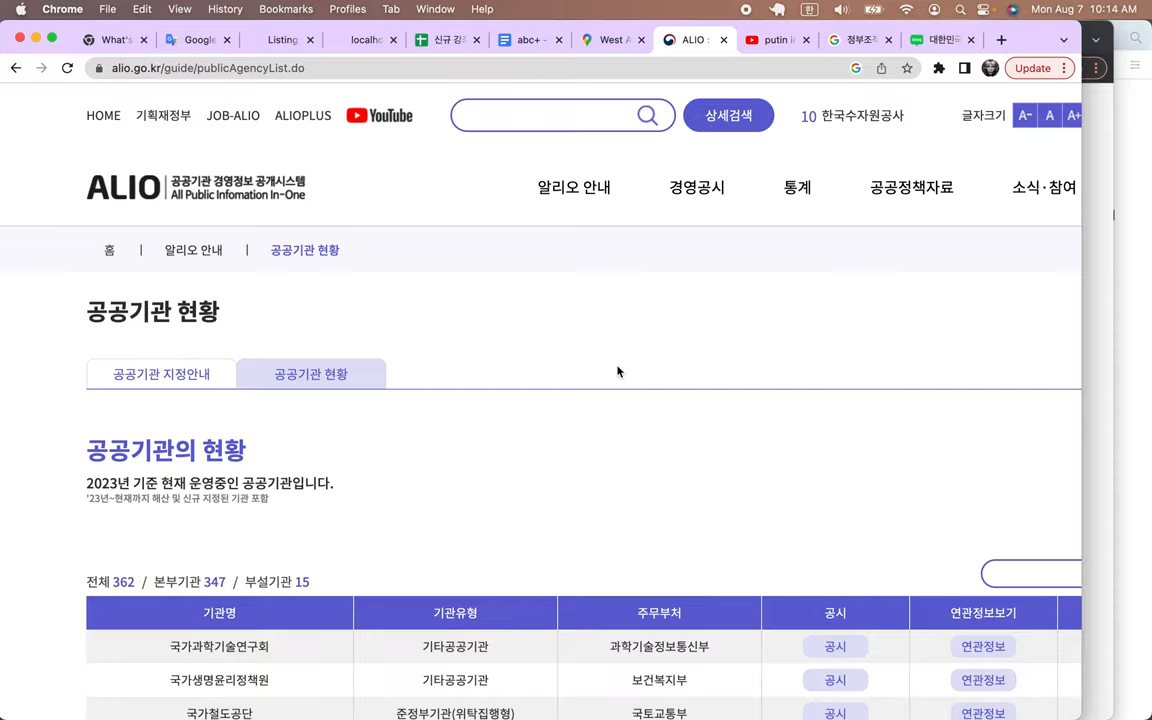 Chrome File Edit View History Bookmarks Profiles Tab Window Help 한 Mon Aug 7 10:14 AM
What's Google Listing localho 신규 강 abc+ - West A ALIO : putin i 정부조직 대한민
alio.go.kr/guide/publicAgencyList.do Update
HOME 기획재정부 JOB-ALIO ALIOPLUS YouTube 상세검색 10 한국수자원공사 글자크기 A- A A+
ALIO 공공기관 경영정보 공개시스템
All Public Infomation In-One
알리오 안내 경영공시 통계 공공정책자료 소식·참여
홈 | 알리오 안내 | 공공기관 현황
공공기관 현황
공공기관 지정안내 공공기관 현황
공공기관의 현황
2023년 기준 현재 운영중인 공공기관입니다.
'23년~현재까지 해산 및 신규 지정된 기관 포함
전체 362 / 본부기관 347 / 부설기관 15
기관명 기관유형 주무부처 공시 연관정보보기
국가과학기술연구회 기타공공기관 과학기술정보통신부 공시 연관정보
국가생명윤리정책원 기타공공기관 보건복지부 공시 연관정보
국가철도공단 준정부기관(위탁집행형) 국토교통부 공시 연관정보